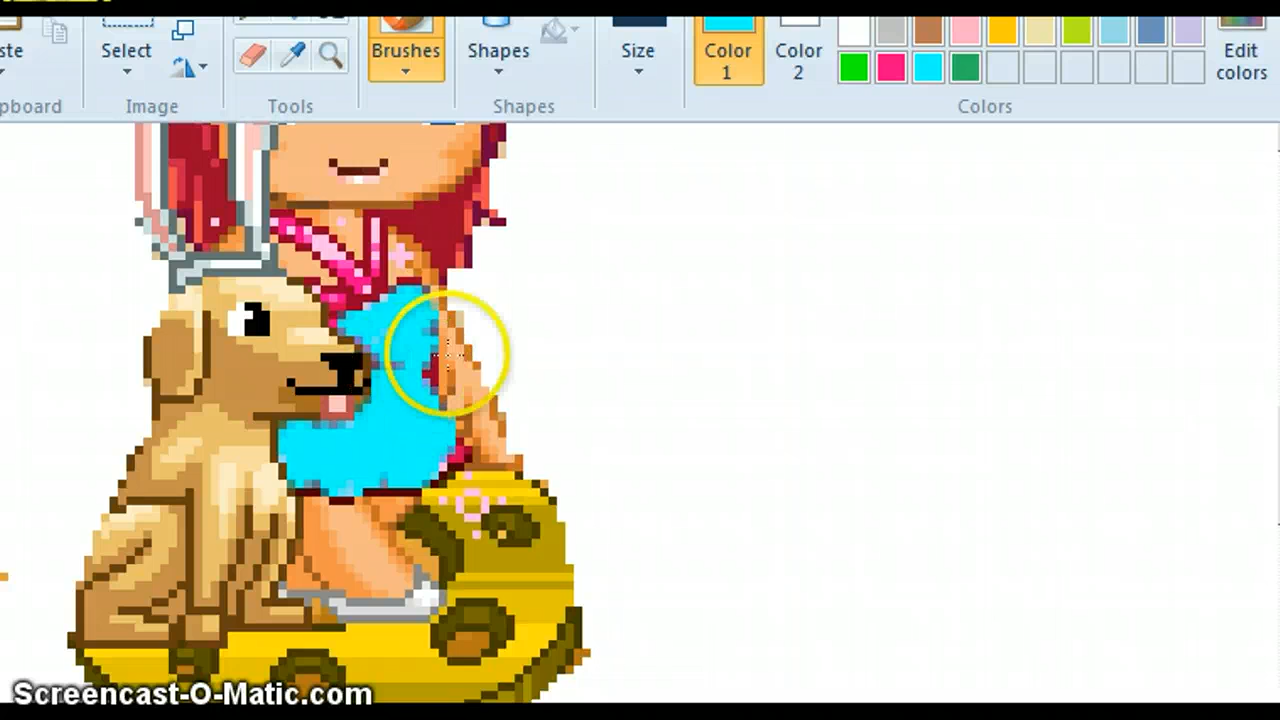 ste
Select
Brushes
Shapes
Size
Color
1
Color
2
Edit
colors
pboard
Image
Tools
Shapes
Colors
Screencast-O-Matic.com